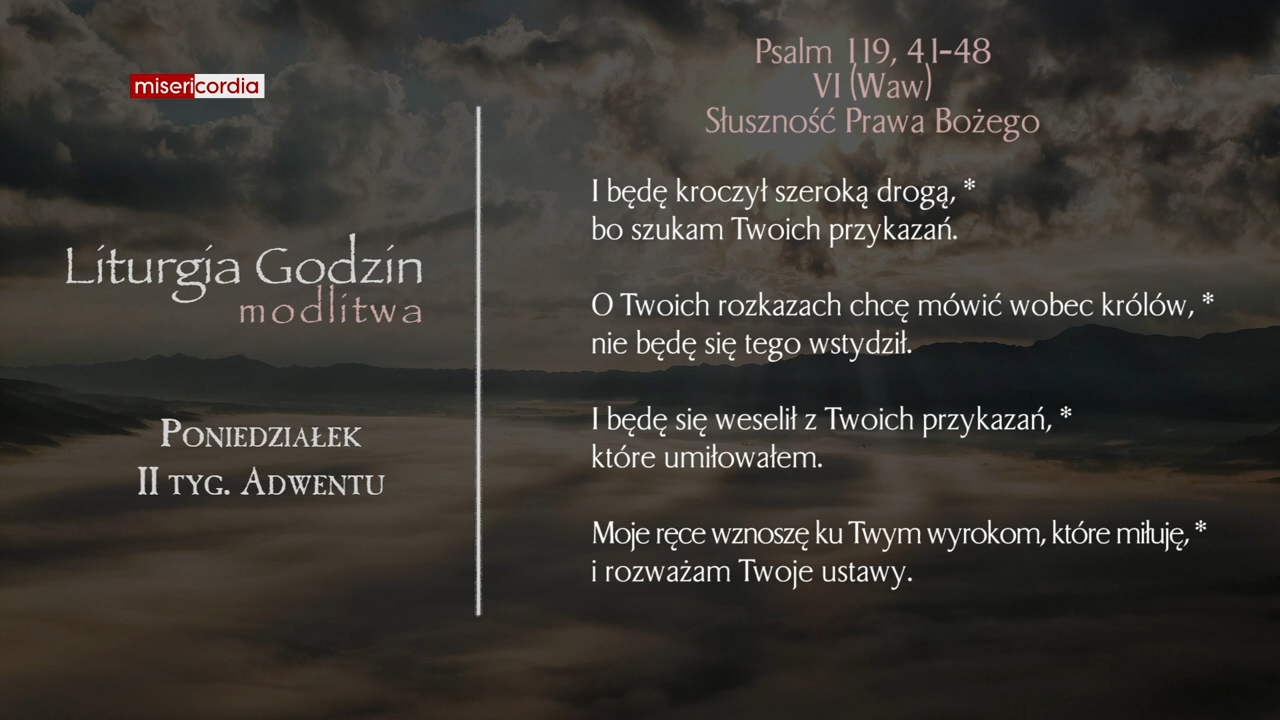 misericordia
Liturgia Godzin
modlitwa
Poniedziałek
II tyg. Adwentu
Psalm 119, 41-48
VI (Waw)
Słuszność Prawa Bożego
I będę kroczył szeroką drogą, *
bo szukam Twoich przykazań.
O Twoich rozkazach chcę mówić wobec królów, *
nie będę się tego wstydził.
I będę się weselił z Twoich przykazań, *
które umiłowałem.
Moje ręce wznoszę ku Twym wyrokom, które miłuję, *
i rozważam Twoje ustawy.